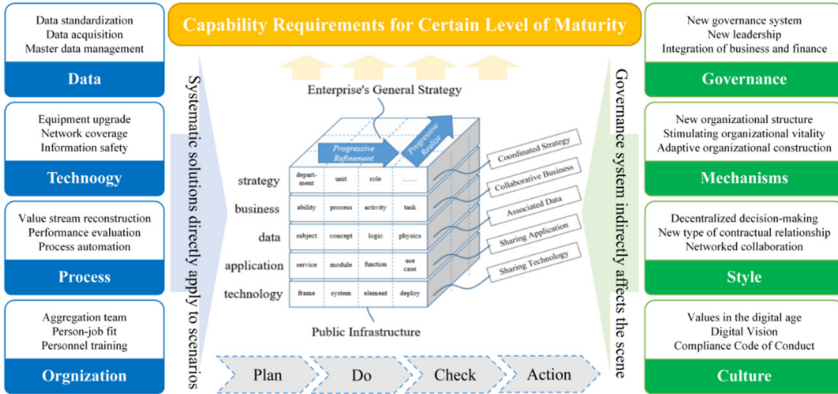 Capability Requirements for Certain Level of Maturity
Data standardization
Data acquisition
Master data management
Data
Equipment upgrade
Network coverage
Information safety
Technoogy
Value stream reconstruction
Performance evaluation
Process automation
Process
Aggregation team
Person-job fit
Personnel training
Orgnization
Systematic solutions directly apply to scenarios
Enterprise's General Strategy
Progressive
Refinement
Progressive
Realize
strategy
depart-
ment
unit
role
......
business
ability
process
activity
task
data
subject
concept
logic
physics
application
service
module
function
use
case
technology
frame
system
element
deploy
Coordinated Strategy
Collaborative Business
Associated Data
Sharing Application
Sharing Technology
Public Infrastructure
Plan
Do
Check
Action
Governance system indirectly affects the scene
New governance system
New leadership
Integration of business and finance
Governance
New organizational structure
Stimulating organizational vitality
Adaptive organizational construction
Mechanisms
Decentralized decision-making
New type of contractual relationship
Networked collaboration
Style
Values in the digital age
Digital Vision
Compliance Code of Conduct
Culture